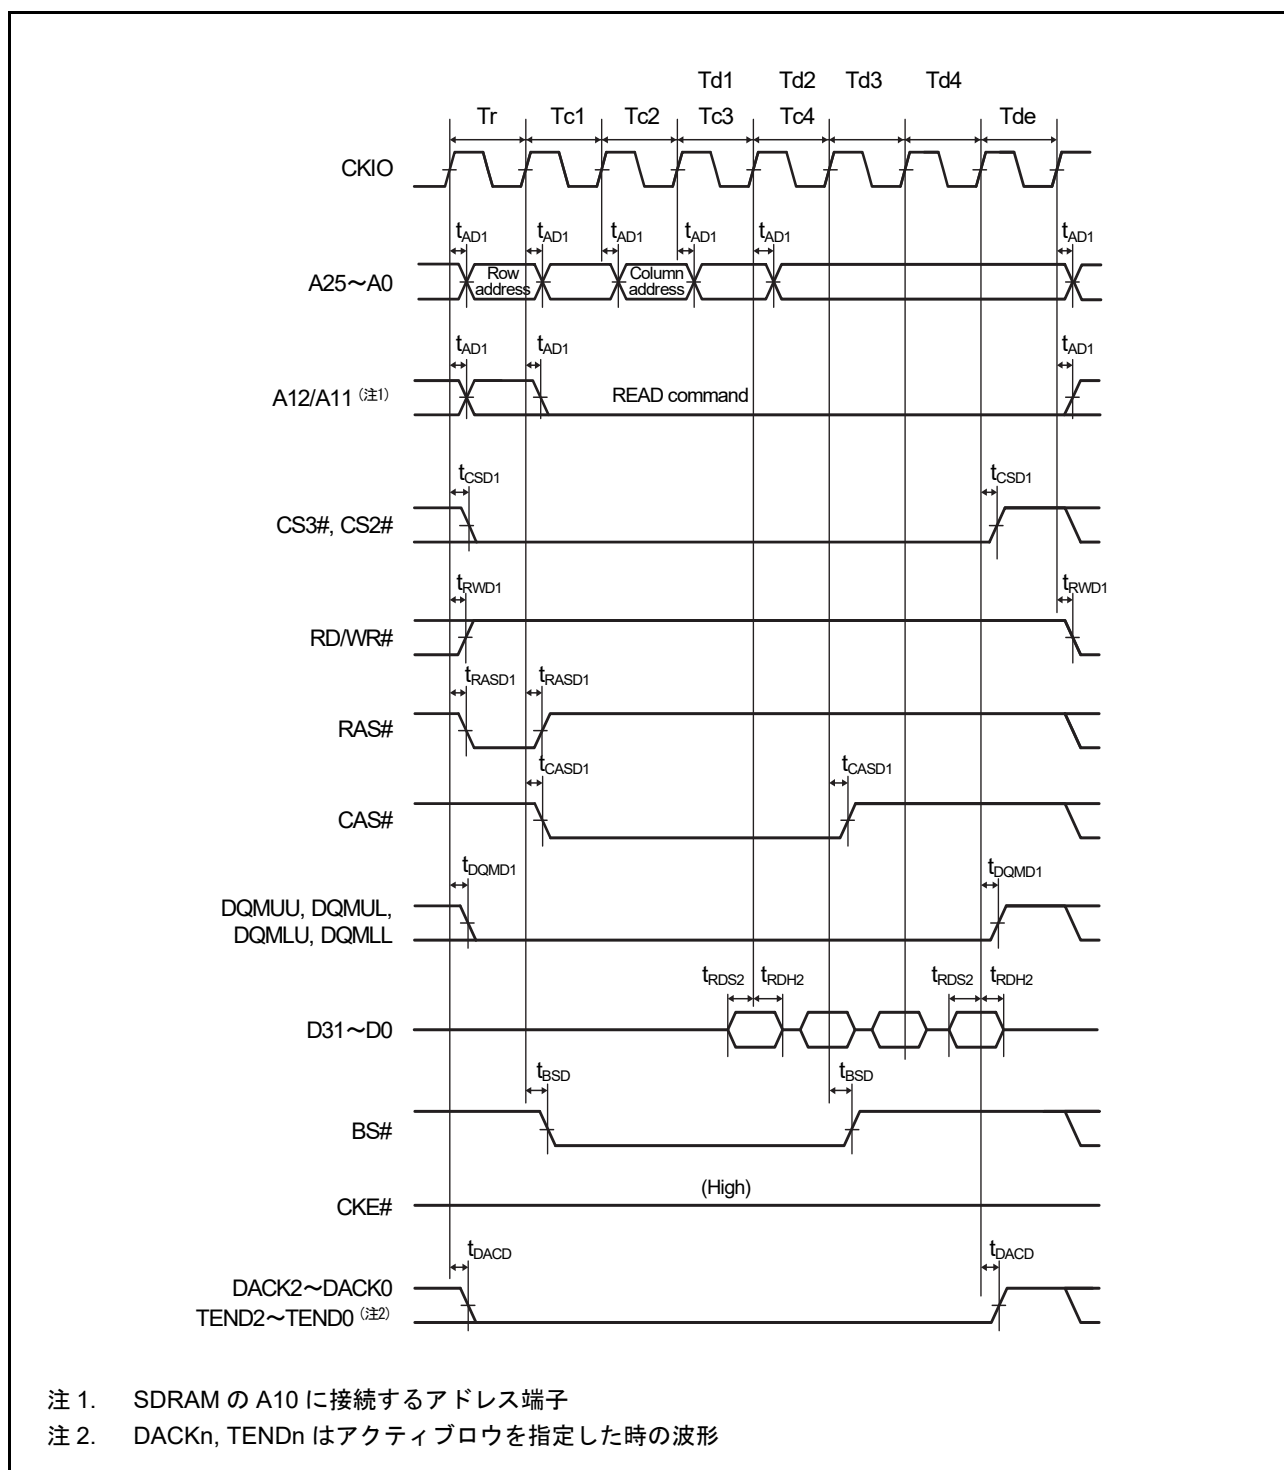 Td1 Td2 Td3 Td4
Tr Tc1 Tc2 Tc3 Tc4 Tde
CKIO
tAD1 tAD1 tAD1 tAD1 tAD1 tAD1
A25～A0
Row address
Column address
tAD1 tAD1 tAD1
A12/A11 (注1)
READ command
tCSD1 tCSD1
CS3#, CS2#
tRWD1 tRWD1
RD/WR#
tRASD1 tRASD1
RAS#
tCASD1 tCASD1
CAS#
tDQMD1 tDQMD1
DQMUU, DQMUL,
DQMLU, DQMLL
tRDS2 tRDH2 tRDS2 tRDH2
D31～D0
tBSD tBSD
BS#
(High)
CKE#
tDACD tDACD
DACK2～DACK0
TEND2～TEND0 (注2)
注 1. SDRAM の A10 に接続するアドレス端子
注 2. DACKn, TENDn はアクティブロウを指定した時の波形